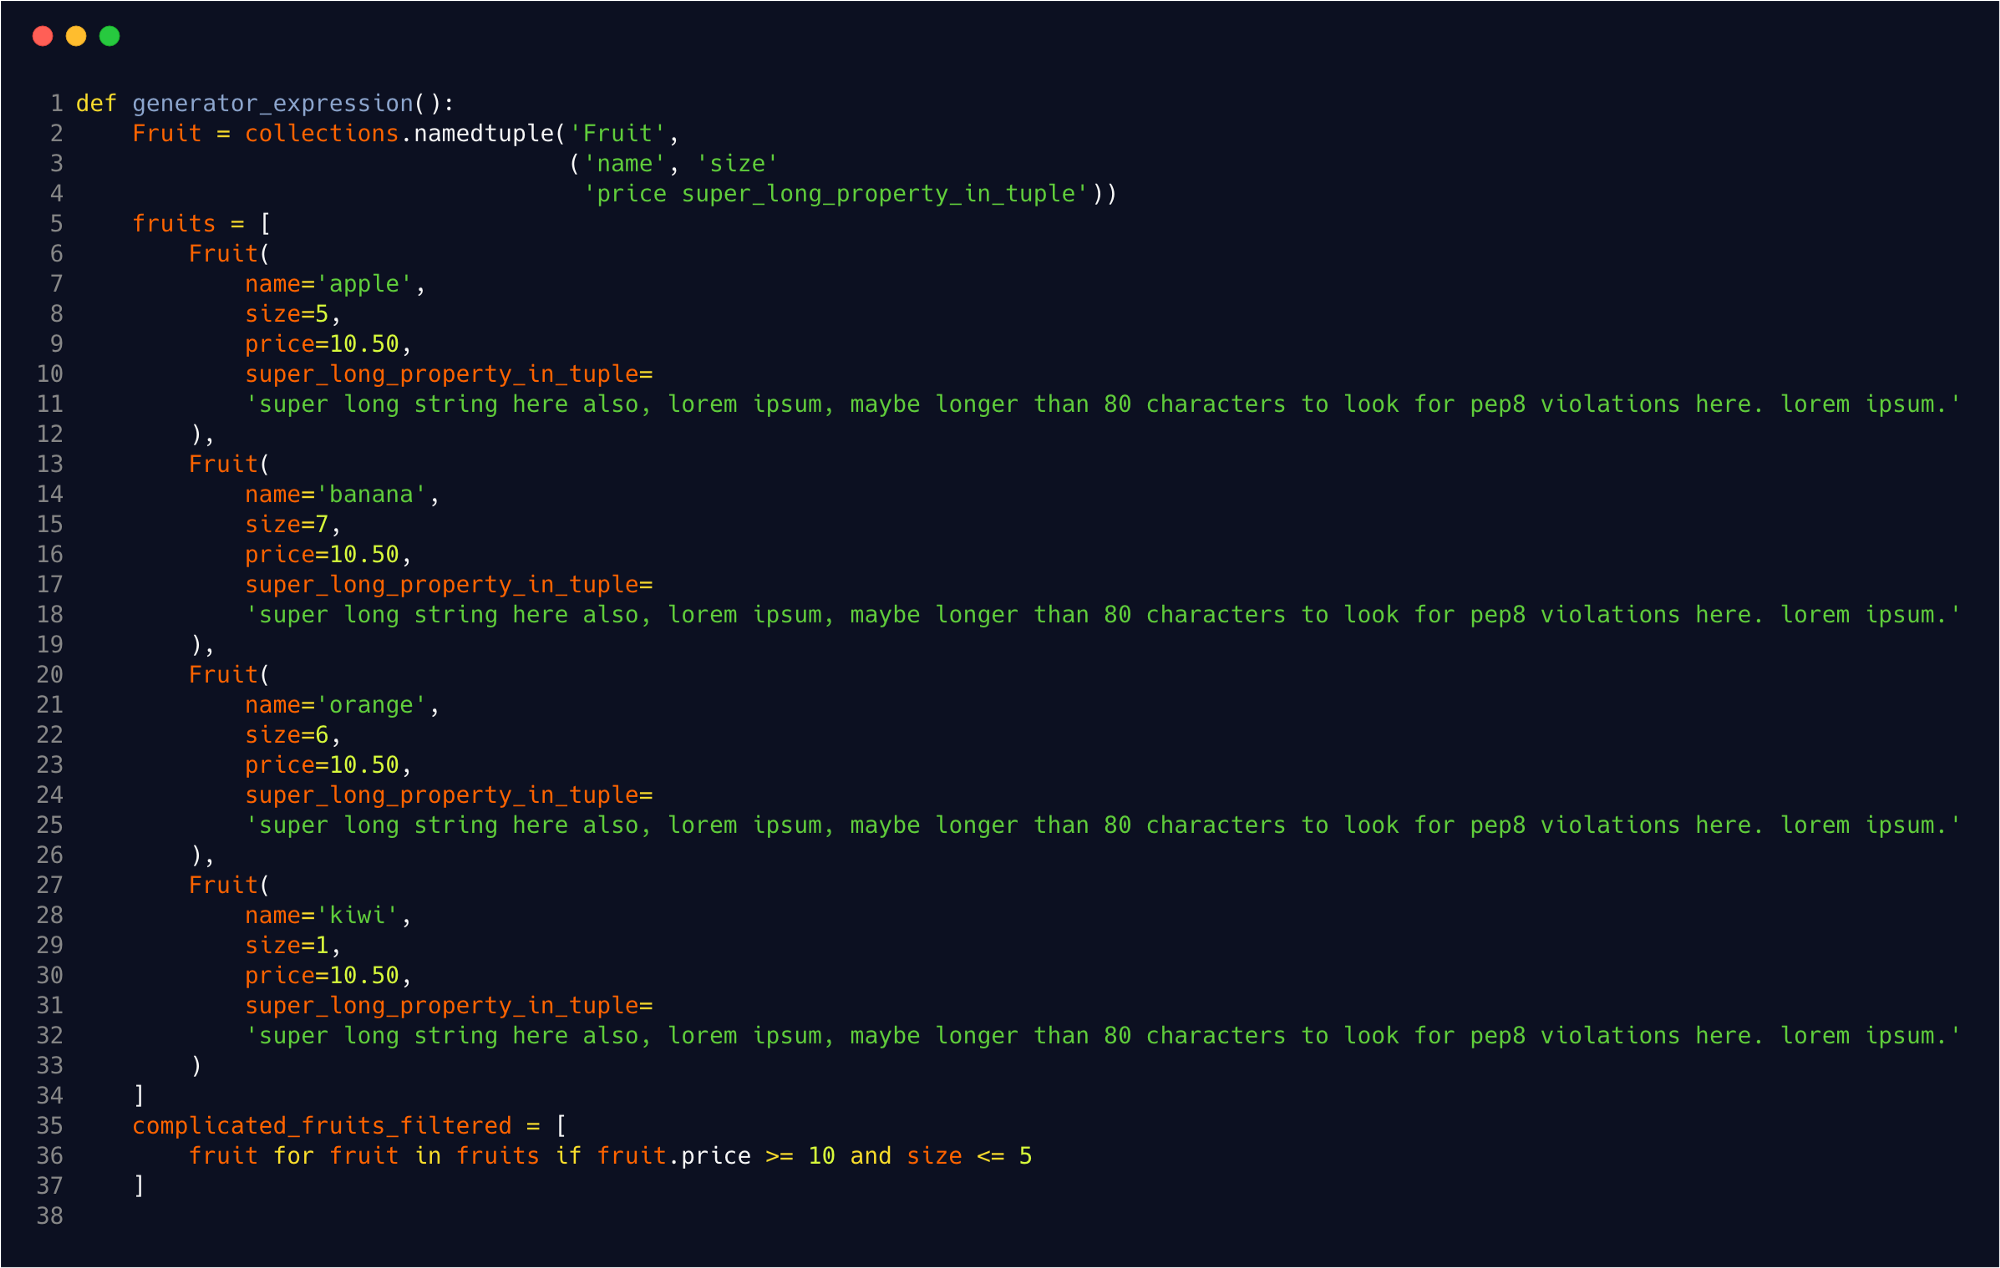 1 def generator_expression():
2     Fruit = collections.namedtuple('Fruit',
3                                    ('name', 'size'
4                                     'price super_long_property_in_tuple'))
5     fruits = [
6         Fruit(
7             name='apple',
8             size=5,
9             price=10.50,
10             super_long_property_in_tuple=
11             'super long string here also, lorem ipsum, maybe longer than 80 characters to look for pep8 violations here. lorem ipsum.'
12         ),
13         Fruit(
14             name='banana',
15             size=7,
16             price=10.50,
17             super_long_property_in_tuple=
18             'super long string here also, lorem ipsum, maybe longer than 80 characters to look for pep8 violations here. lorem ipsum.'
19         ),
20         Fruit(
21             name='orange',
22             size=6,
23             price=10.50,
24             super_long_property_in_tuple=
25             'super long string here also, lorem ipsum, maybe longer than 80 characters to look for pep8 violations here. lorem ipsum.'
26         ),
27         Fruit(
28             name='kiwi',
29             size=1,
30             price=10.50,
31             super_long_property_in_tuple=
32             'super long string here also, lorem ipsum, maybe longer than 80 characters to look for pep8 violations here. lorem ipsum.'
33         )
34     ]
35     complicated_fruits_filtered = [
36         fruit for fruit in fruits if fruit.price >= 10 and size <= 5
37     ]
38